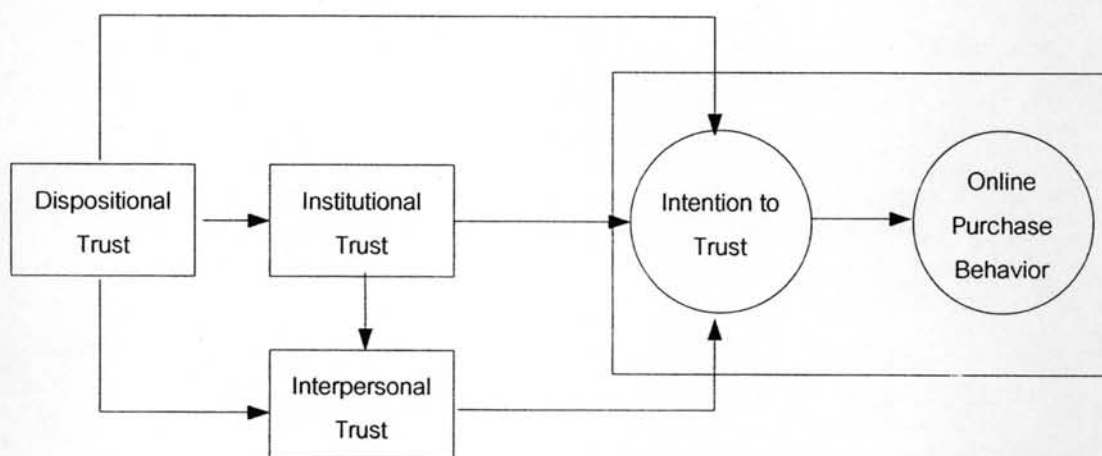 Dispositional
Trust
Institutional
Trust
Interpersonal
Trust
Intention to
Trust
Online
Purchase
Behavior